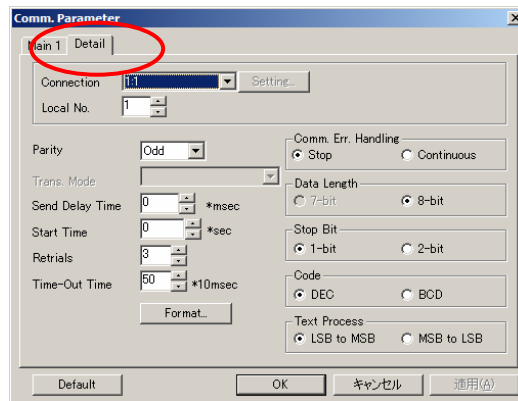 Comm. Parameter
Main 1 Detail
Connection 1:1 Setting...
Local No. 1
Parity Odd
Trans. Mode
Send Delay Time 0 *msec
Start Time 0 *sec
Retrials 3
Time-Out Time 50 *10msec
Format...
Comm. Err. Handling
Stop Continuous
Data Length
7-bit 8-bit
Stop Bit
1-bit 2-bit
Code
DEC BCD
Text Process
LSB to MSB MSB to LSB
Default OK キャンセル 適用(A)